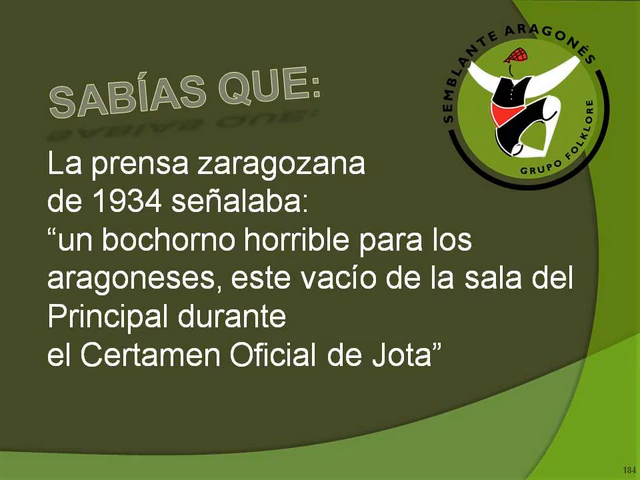 SEMBLANTE ARAGONÉS
GRUPO FOLKLORE
SABÍAS QUE:
La prensa zaragozana
de 1934 señalaba:
“un bochorno horrible para los
aragoneses, este vacío de la sala del
Principal durante
el Certamen Oficial de Jota”
184